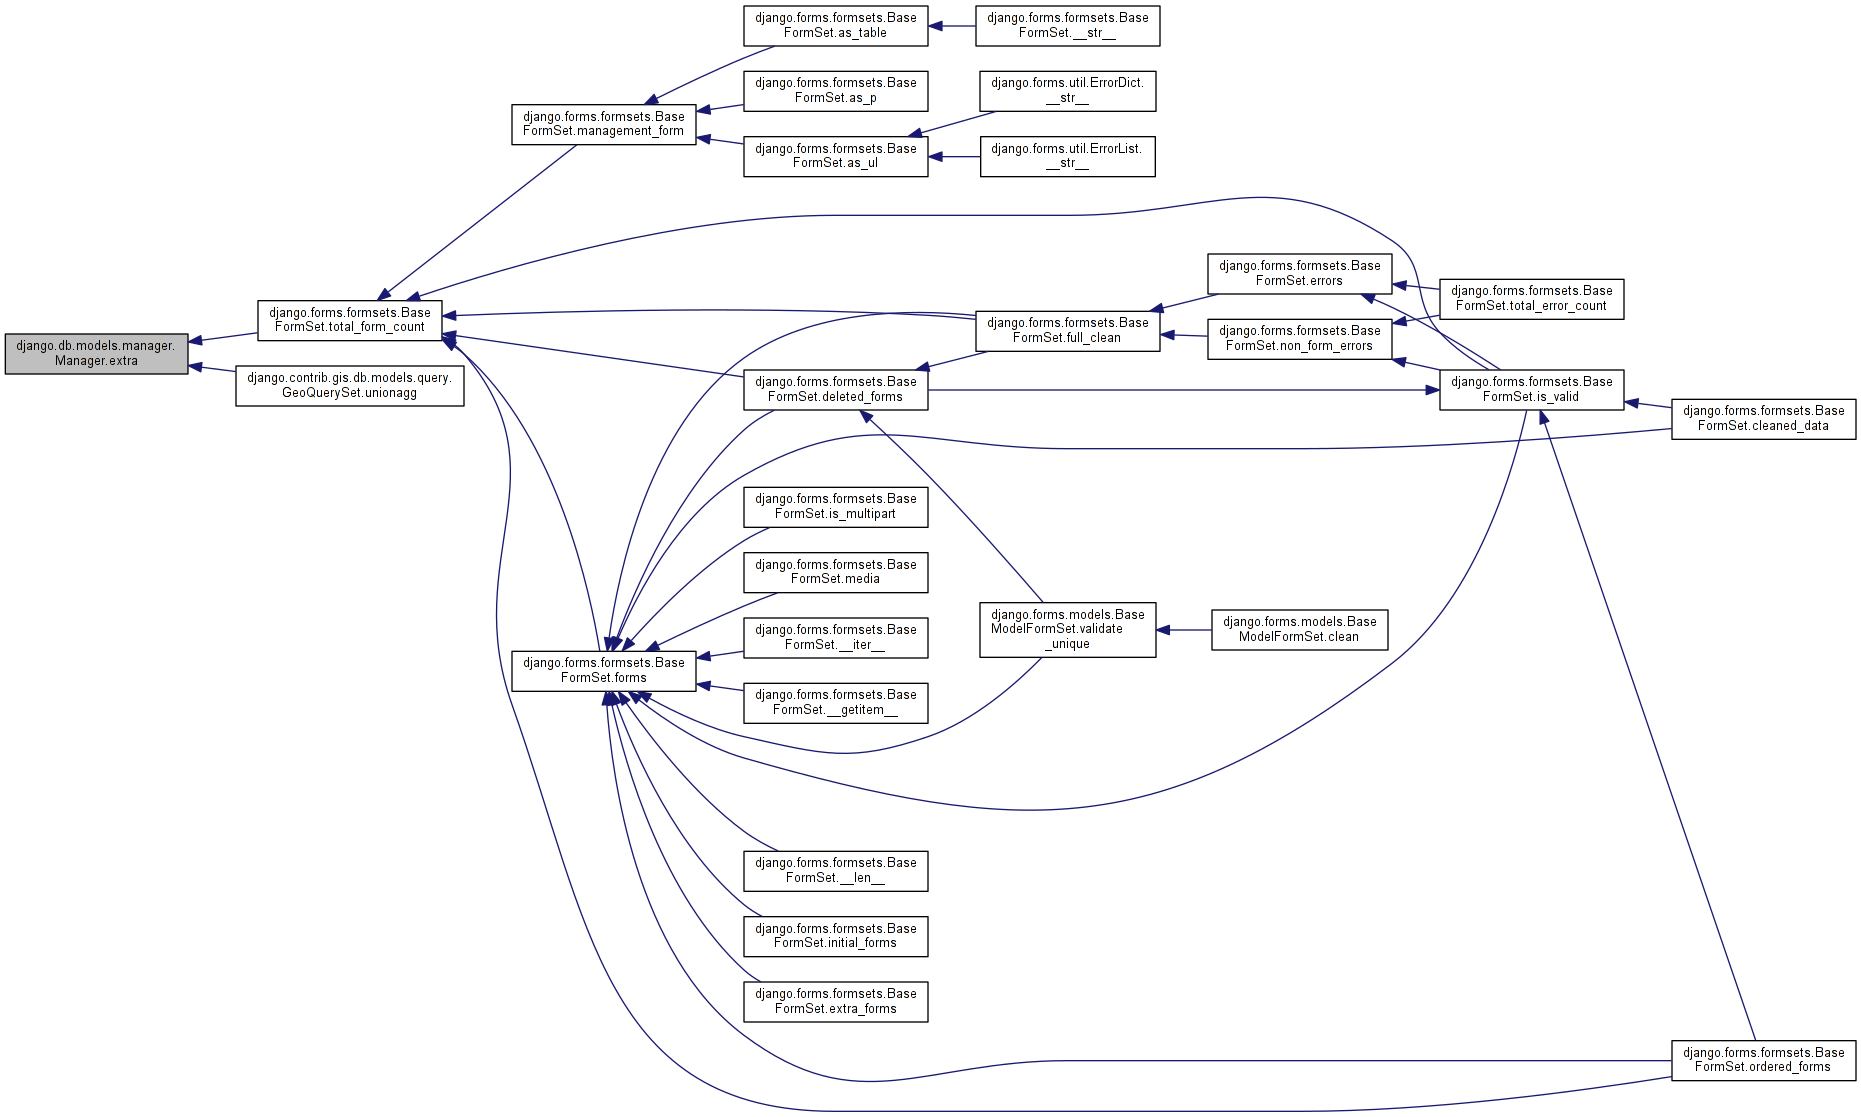 django.forms.formsets.Base
FormSet.as_table
django.forms.formsets.Base
FormSet.__str__
django.forms.formsets.Base
FormSet.as_p
django.forms.util.ErrorDict.
__str__
django.forms.formsets.Base
FormSet.management_form
django.forms.formsets.Base
FormSet.as_ul
django.forms.util.ErrorList.
__str__
django.forms.formsets.Base
FormSet.errors
django.forms.formsets.Base
FormSet.total_error_count
django.forms.formsets.Base
FormSet.total_form_count
django.forms.formsets.Base
FormSet.full_clean
django.forms.formsets.Base
FormSet.non_form_errors
django.db.models.manager.
Manager.extra
django.contrib.gis.db.models.query.
GeoQuerySet.unionagg
django.forms.formsets.Base
FormSet.deleted_forms
django.forms.formsets.Base
FormSet.is_valid
django.forms.formsets.Base
FormSet.cleaned_data
django.forms.formsets.Base
FormSet.is_multipart
django.forms.formsets.Base
FormSet.media
django.forms.models.Base
ModelFormSet.validate
_unique
django.forms.models.Base
ModelFormSet.clean
django.forms.formsets.Base
FormSet.__iter__
django.forms.formsets.Base
FormSet.forms
django.forms.formsets.Base
FormSet.__getitem__
django.forms.formsets.Base
FormSet.__len__
django.forms.formsets.Base
FormSet.initial_forms
django.forms.formsets.Base
FormSet.extra_forms
django.forms.formsets.Base
FormSet.ordered_forms